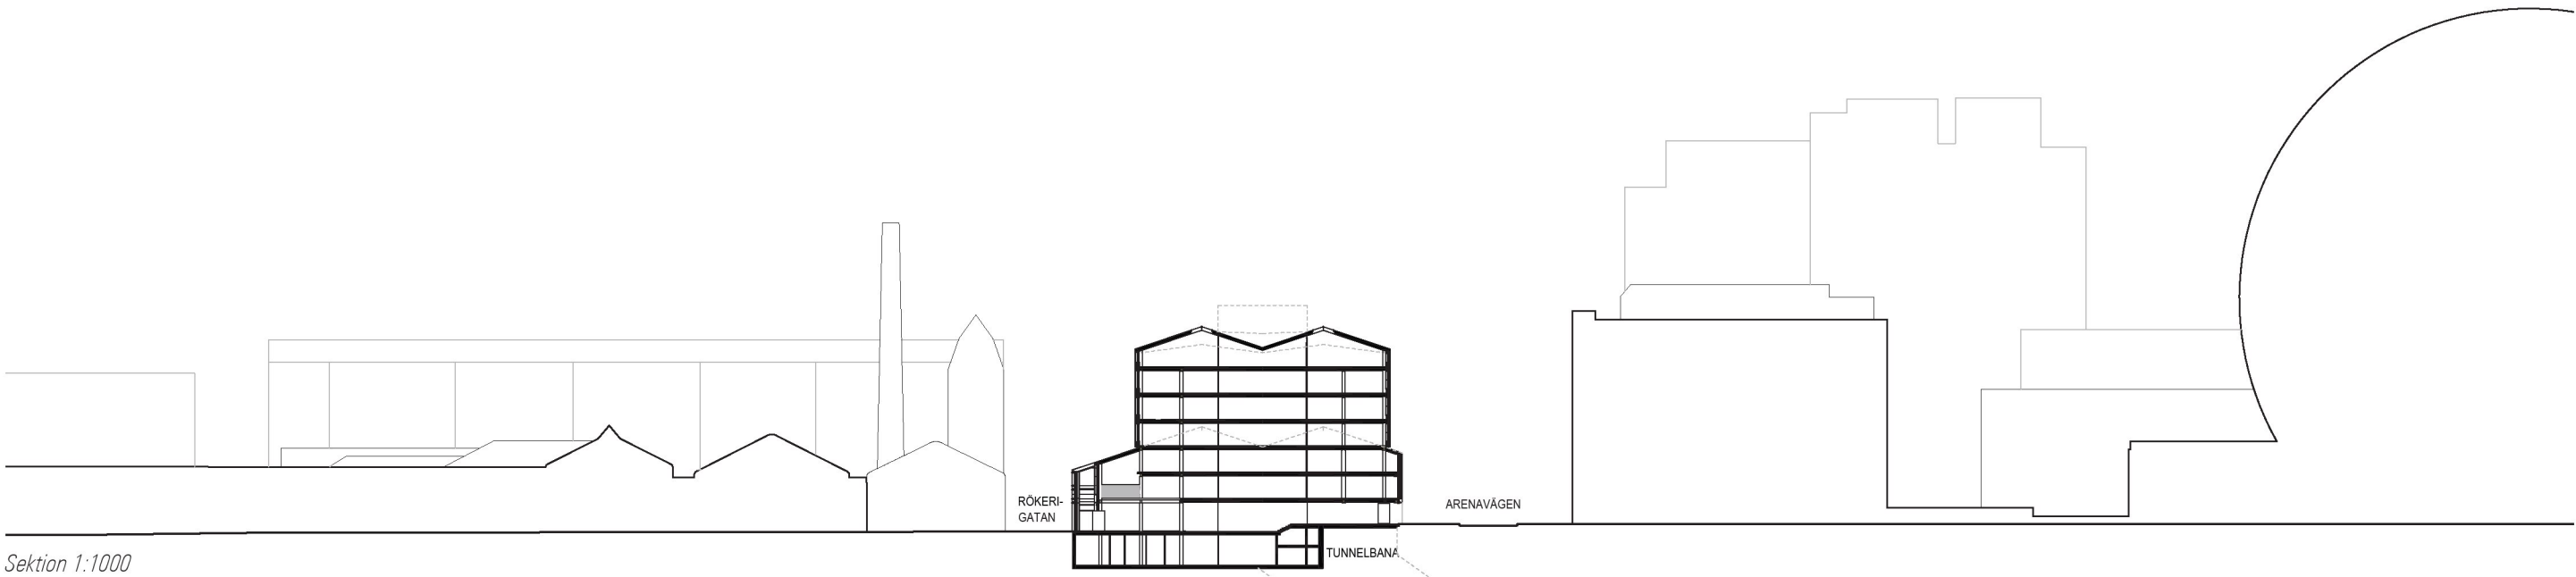 RÖKERI-
GATAN
ARENAVÄGEN
TUNNELBANA
Sektion 1:1000